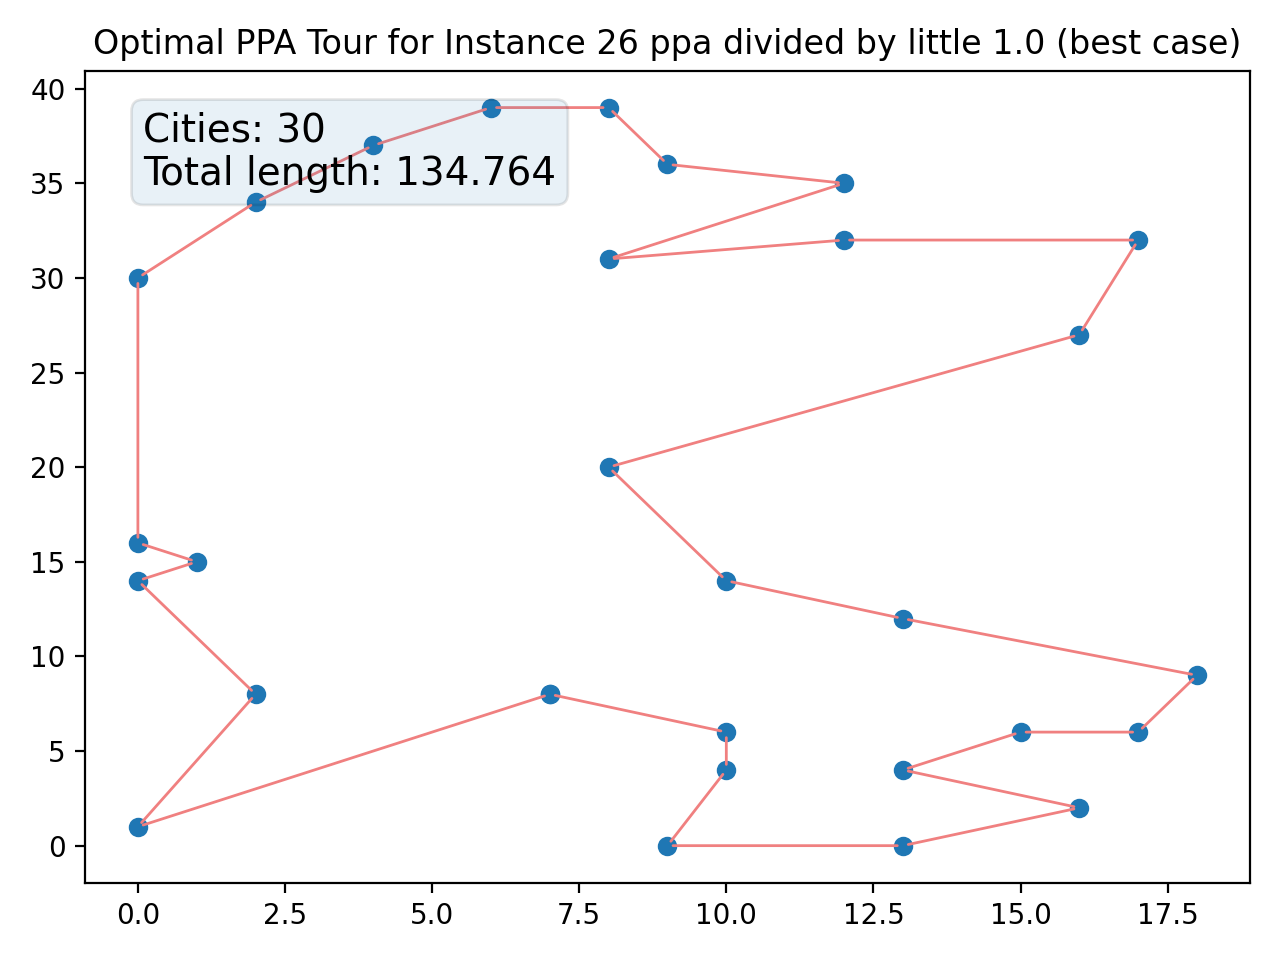 Optimal PPA Tour for Instance 26 ppa divided by little 1.0 (best case)
Cities: 30
Total length: 134.764
40
35
30
25
20
15
10
5
0
0.0 2.5 5.0 7.5 10.0 12.5 15.0 17.5